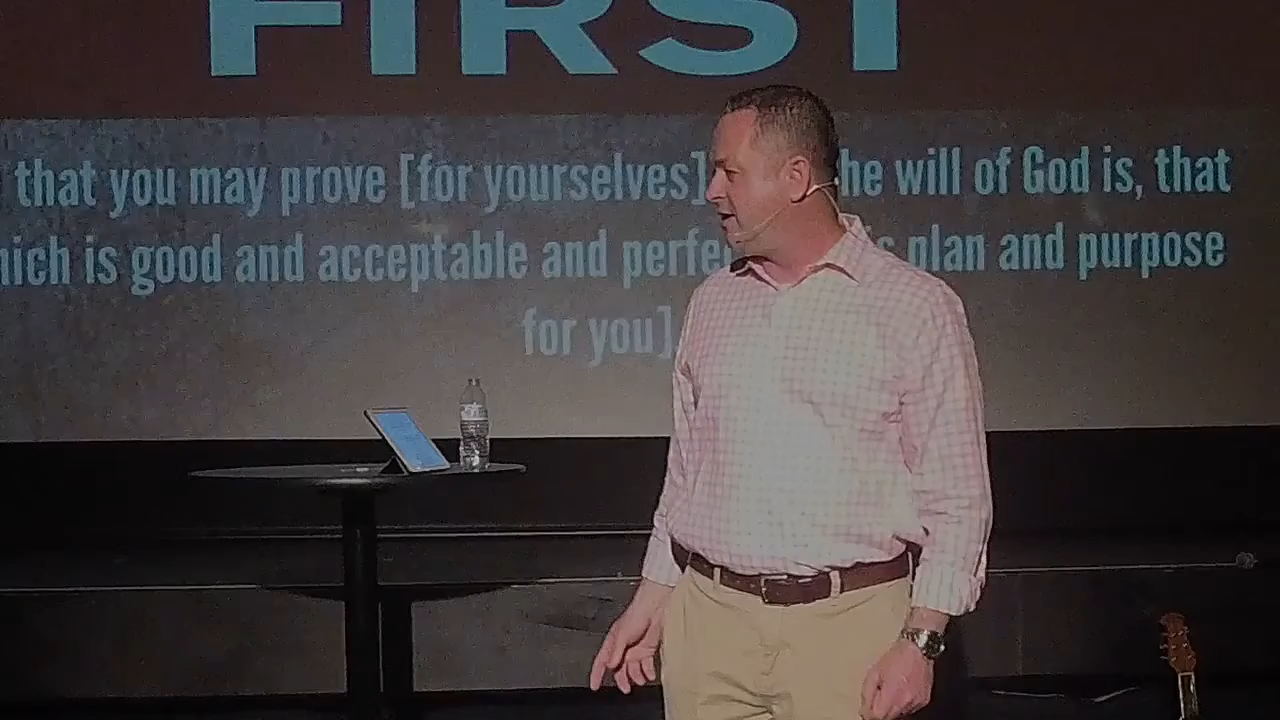 FIRST
that you may prove [for yourselves] he will of God is, that
hich is good and acceptable and perfe s plan and purpose
for you]